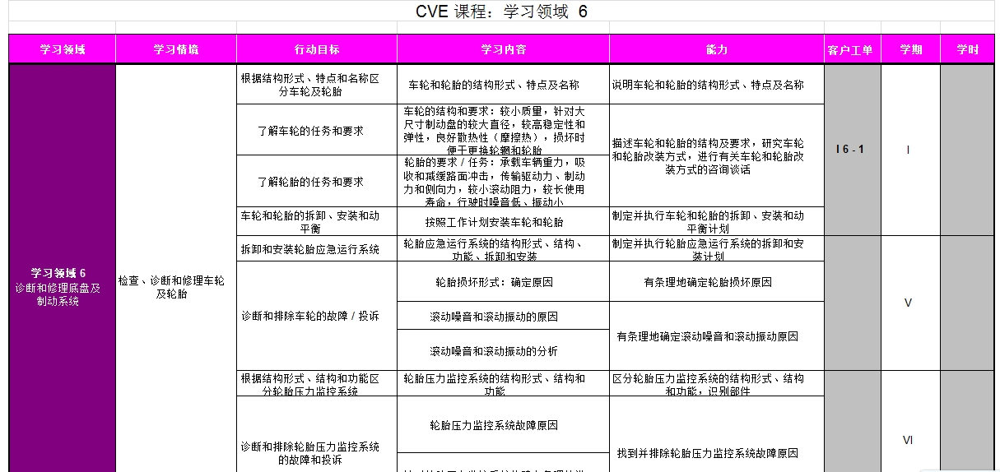 CVE 课程：学习领域 6
学习领域
学习情境
行动目标
学习内容
能力
客户工单
学期
学时
学习领域 6
诊断和修理底盘及
制动系统
检查、诊断和修理车轮
及轮胎
根据结构形式、特点和名称区
分车轮及轮胎
车轮和轮胎的结构形式、特点及名称
说明车轮和轮胎的结构形式、特点及名称
I 6 - 1
I
了解车轮的任务和要求
车轮的结构和要求：较小质量，针对大
尺寸制动盘的较大直径，较高稳定性和
弹性，良好散热性（摩擦热），损坏时
便于更换轮辋和轮胎
描述车轮和轮胎的结构及要求，研究车轮
和轮胎改装方式，进行有关车轮和轮胎改
装方式的咨询谈话
了解轮胎的任务和要求
轮胎的要求 / 任务：承载车辆重力，吸
收和减缓路面冲击，传输驱动力、制动
力和侧向力，较小滚动阻力，较长使用
寿命，行驶时噪音低、振动小
车轮和轮胎的拆卸、安装和动
平衡
按照工作计划安装车轮和轮胎
制定并执行车轮和轮胎的拆卸、安装和动
平衡计划
拆卸和安装轮胎应急运行系统
轮胎应急运行系统的结构形式、结构、
功能、拆卸和安装
制定并执行轮胎应急运行系统的拆卸和安
装计划
V
诊断和排除车轮的故障 / 投诉
轮胎损坏形式：确定原因
有条理地确定轮胎损坏原因
滚动噪音和滚动振动的原因
有条理地确定滚动噪音和滚动振动原因
滚动噪音和滚动振动的分析
根据结构形式、结构和功能区
分轮胎压力监控系统
轮胎压力监控系统的结构形式、结构和
功能
区分轮胎压力监控系统的结构形式、结构
和功能，识别部件
VI
诊断和排除轮胎压力监控系统
的故障和投诉
轮胎压力监控系统故障原因
找到并排除轮胎压力监控系统故障原因